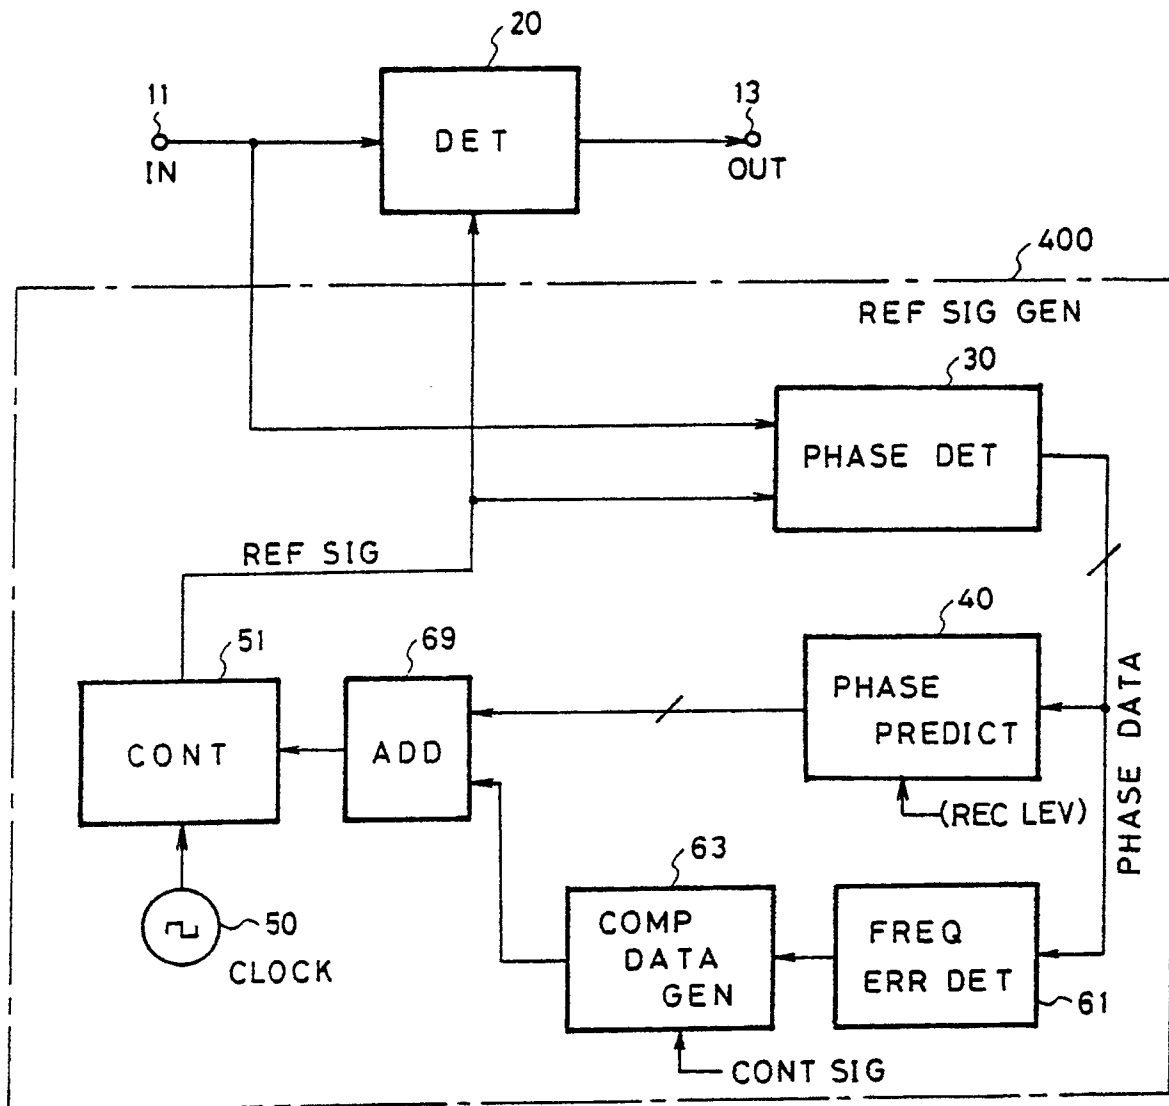 20
11
13
DET
IN
OUT
400
REF SIG GEN
30
PHASE DET
REF SIG
40
51
69
PHASE
PREDICT
CONT
ADD
PHASE DATA
(REC LEV)
63
50
CLOCK
COMP
DATA
GEN
FREQ
ERR DET
61
CONT SIG